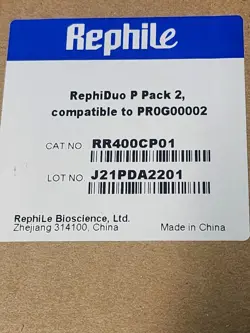 Rephile
RephiDuo P Pack 2,
compatible to PR0G00002
CAT NO. RR400CP01
LOT NO. J21PDA2201
RephiLe Bioscience, Ltd.
Zhejiang 314100, China Made in China